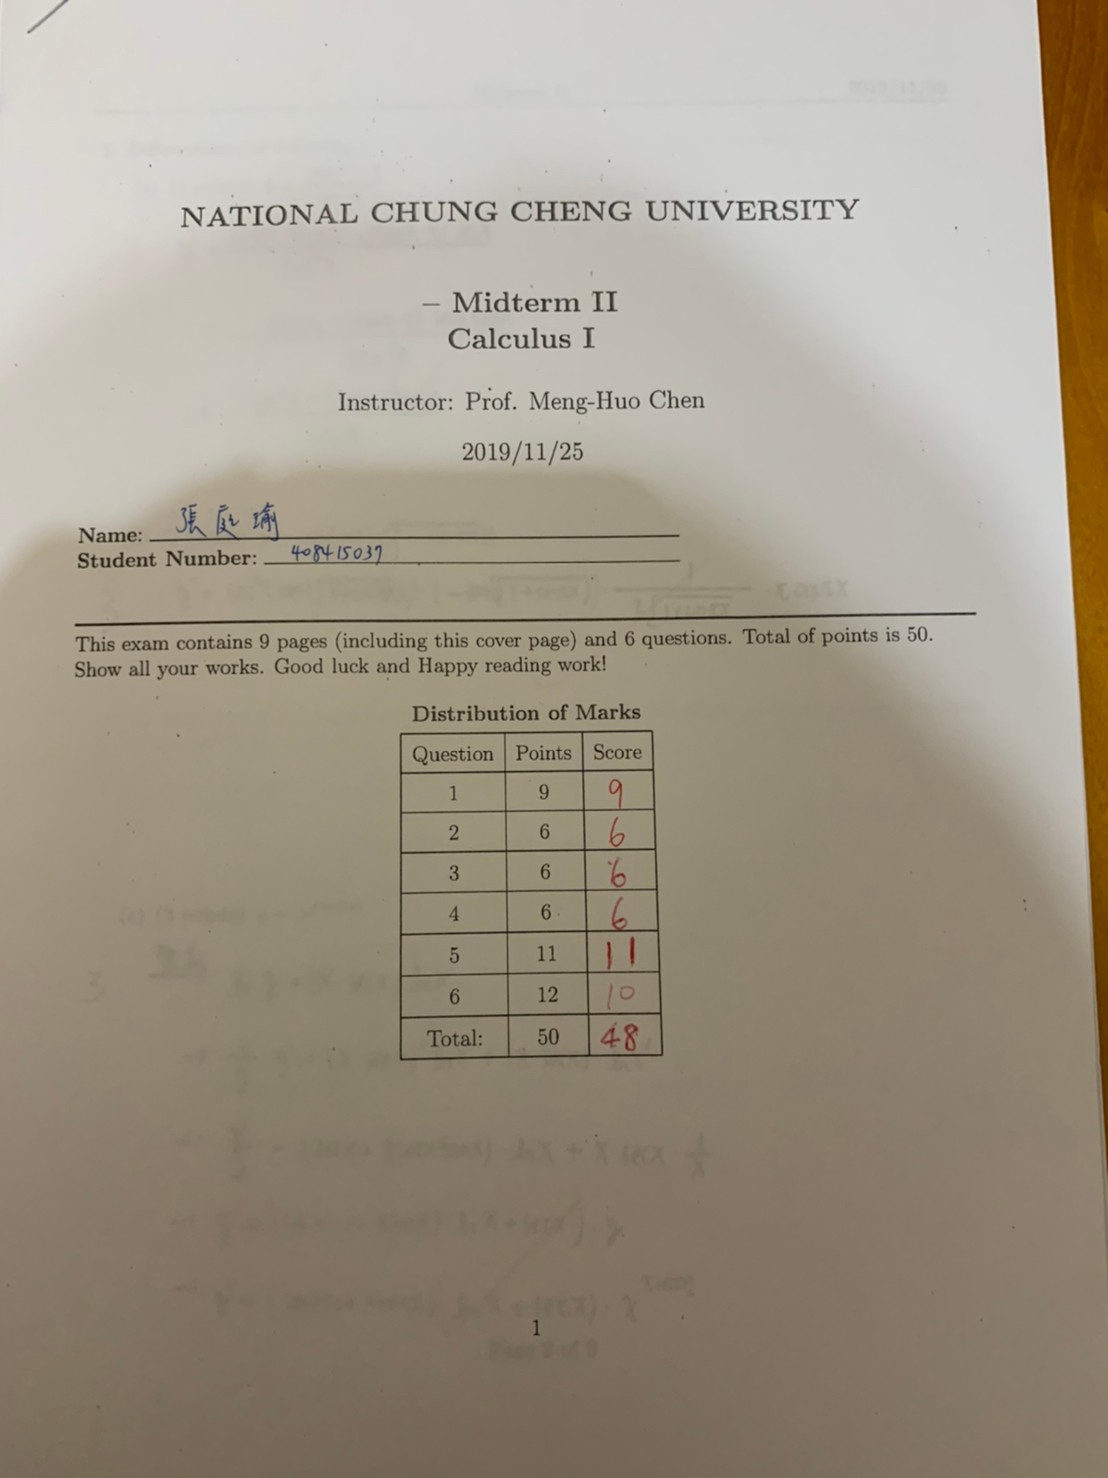 NATIONAL CHUNG CHENG UNIVERSITY
– Midterm II
Calculus I
Instructor: Prof. Meng-Huo Chen
2019/11/25
Name: 張庭瑜
Student Number: 408415037
This exam contains 9 pages (including this cover page) and 6 questions. Total of points is 50.
Show all your works. Good luck and Happy reading work!
Distribution of Marks
Question Points Score
1 9 9
2 6 6
3 6 6
4 6 6
5 11 11
6 12 10
Total: 50 48
1